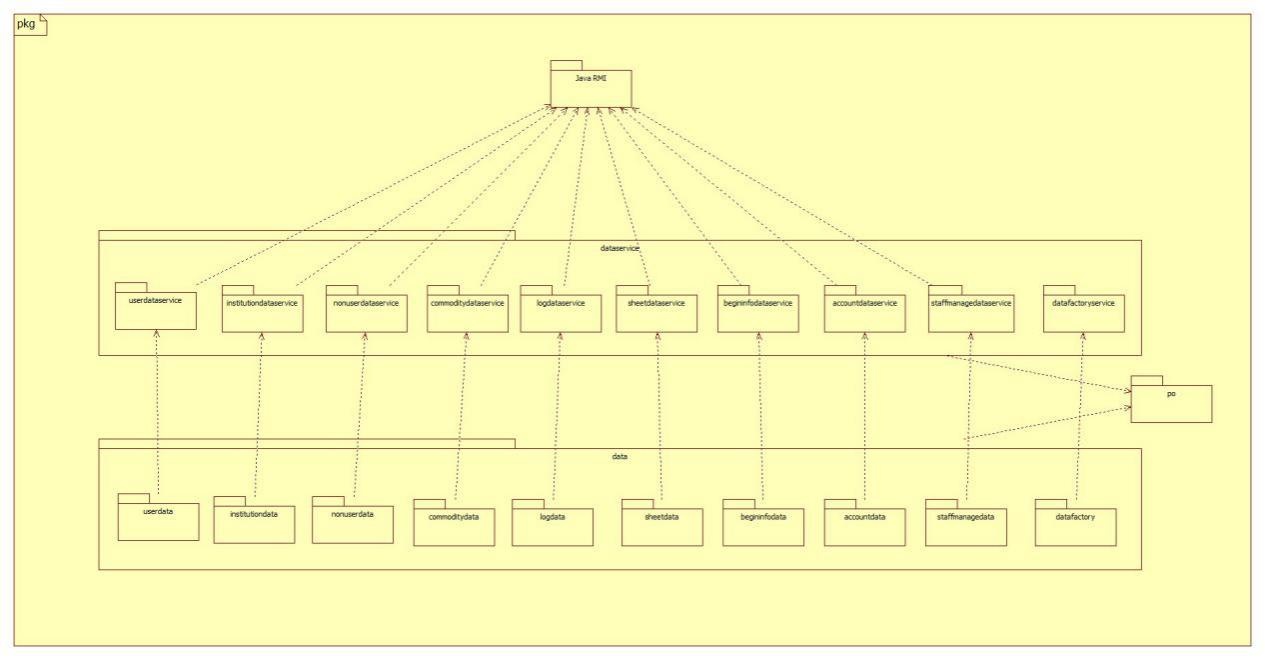 pkg
Java RMI
dataservice
userdataservice
institutiondataservice
nonuserdataservice
commoditydataservice
logdataservice
sheetdataservice
begininfodataservice
accountdataservice
staffmanagedataservice
datafactoryservice
po
data
userdata
institutiondata
nonuserdata
commoditydata
logdata
sheetdata
begininfodata
accountdata
staffmanagedata
datafactory